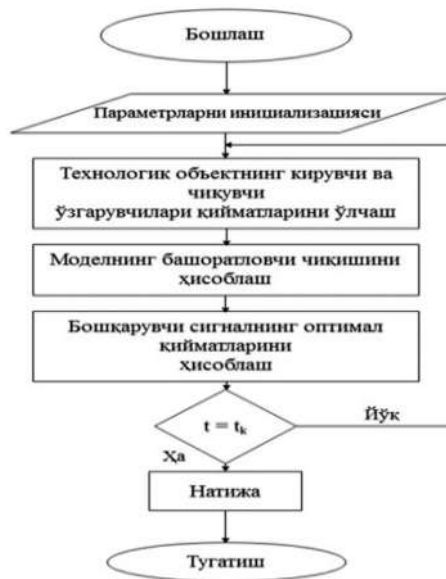 Бошлаш
Параметрларни инициализацияси
Технологик объектнинг кирувчи ва
чиқувчи
ўзгарувчилари қийматларини ўлчаш
Моделнинг башоратловчи чиқишини
ҳисоблаш
Бошқарувчи сигналнинг оптимал
қийматларини
ҳисоблаш
t = tₖ
Йўқ
Ҳа
Натижа
Тугатиш